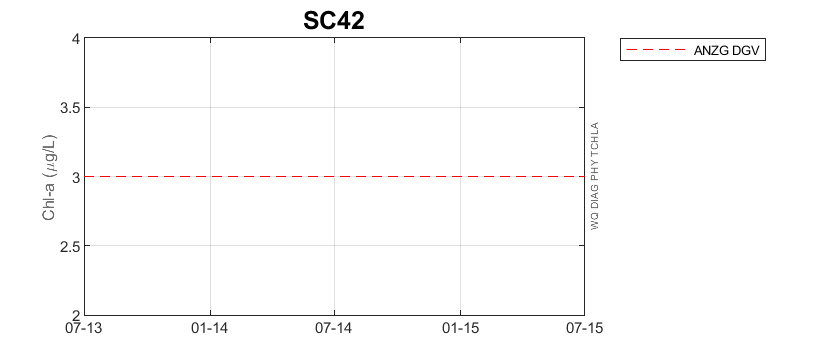 SC42
ANZG DGV
4
3.5
3
2.5
2
Chl-a (µg/L)
WQ DIAG PHY TCHLA
07-13
01-14
07-14
01-15
07-15